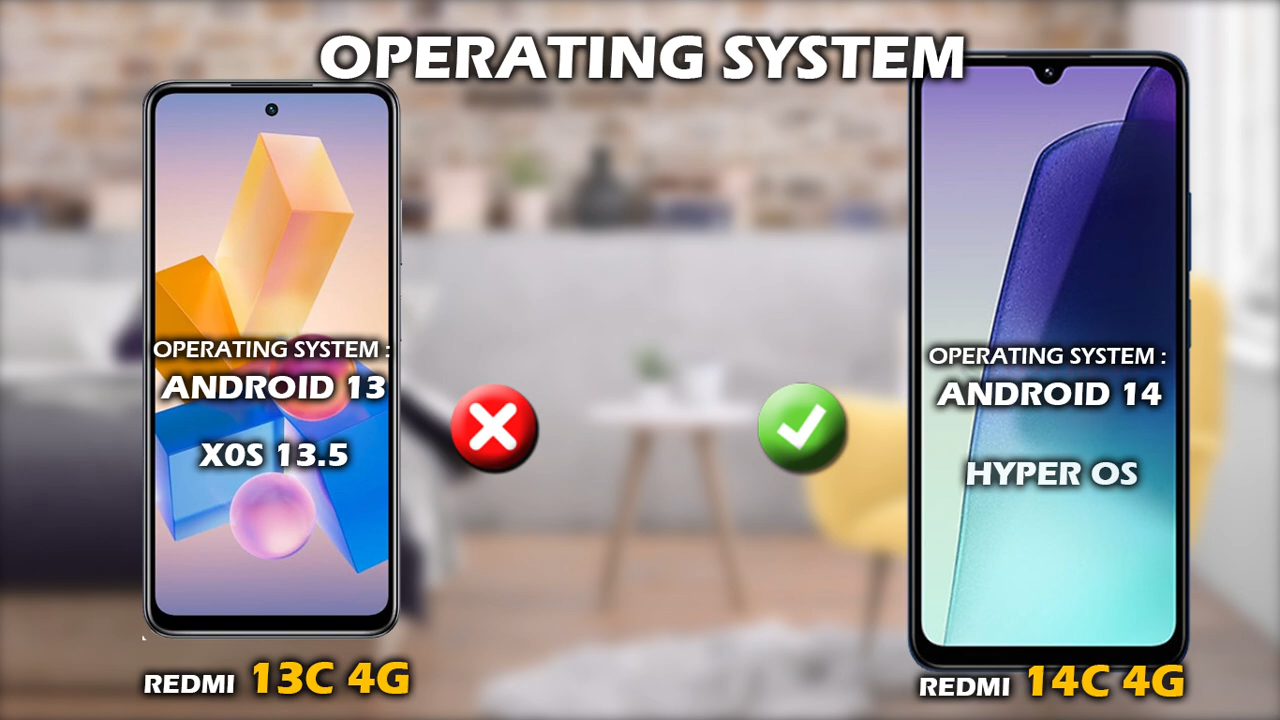 OPERATING SYSTEM
OPERATING SYSTEM :
ANDROID 13
XOS 13.5
REDMI 13C 4G
OPERATING SYSTEM :
ANDROID 14
HYPER OS
REDMI 14C 4G